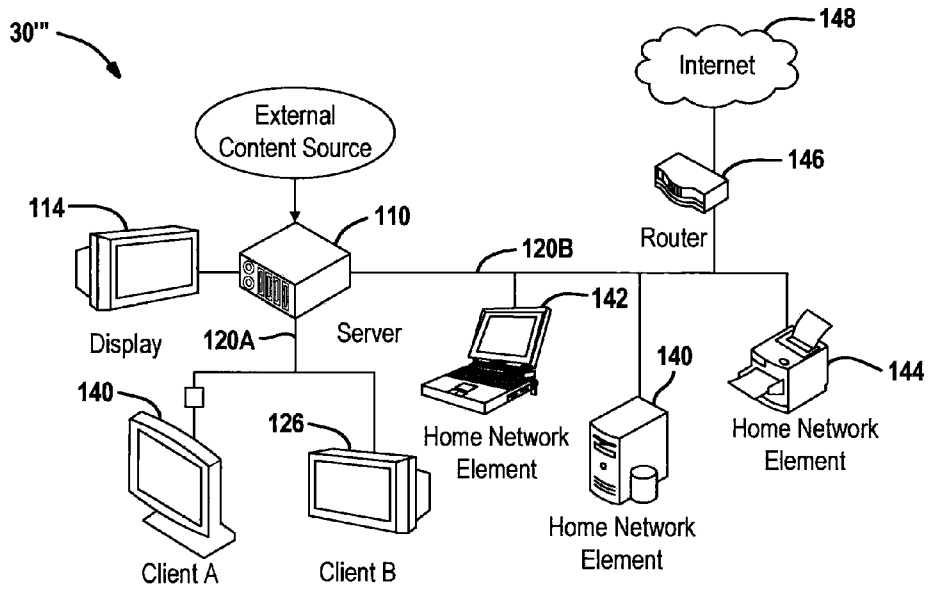 30'''
148
Internet
External
Content Source
146
114
110
Router
120B
142
Display
120A
Server
140
126
140
144
Home Network
Element
Home Network
Element
Home Network
Element
Client A
Client B